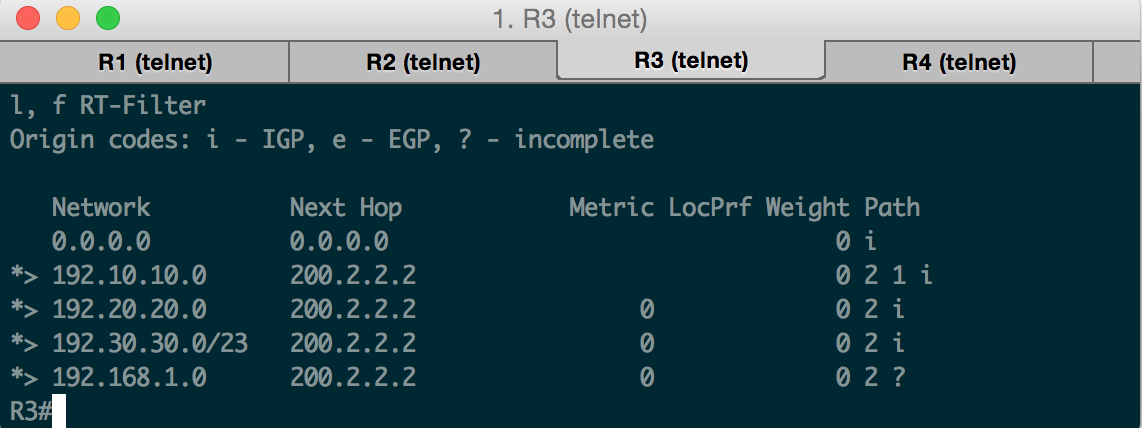 1. R3 (telnet)
R1 (telnet) R2 (telnet) R3 (telnet) R4 (telnet)
l, f RT-Filter
Origin codes: i - IGP, e - EGP, ? - incomplete
Network Next Hop Metric LocPrf Weight Path
0.0.0.0 0.0.0.0 0 i
*> 192.10.10.0 200.2.2.2 0 2 1 i
*> 192.20.20.0 200.2.2.2 0 0 2 i
*> 192.30.30.0/23 200.2.2.2 0 0 2 i
*> 192.168.1.0 200.2.2.2 0 0 2 ?
R3#